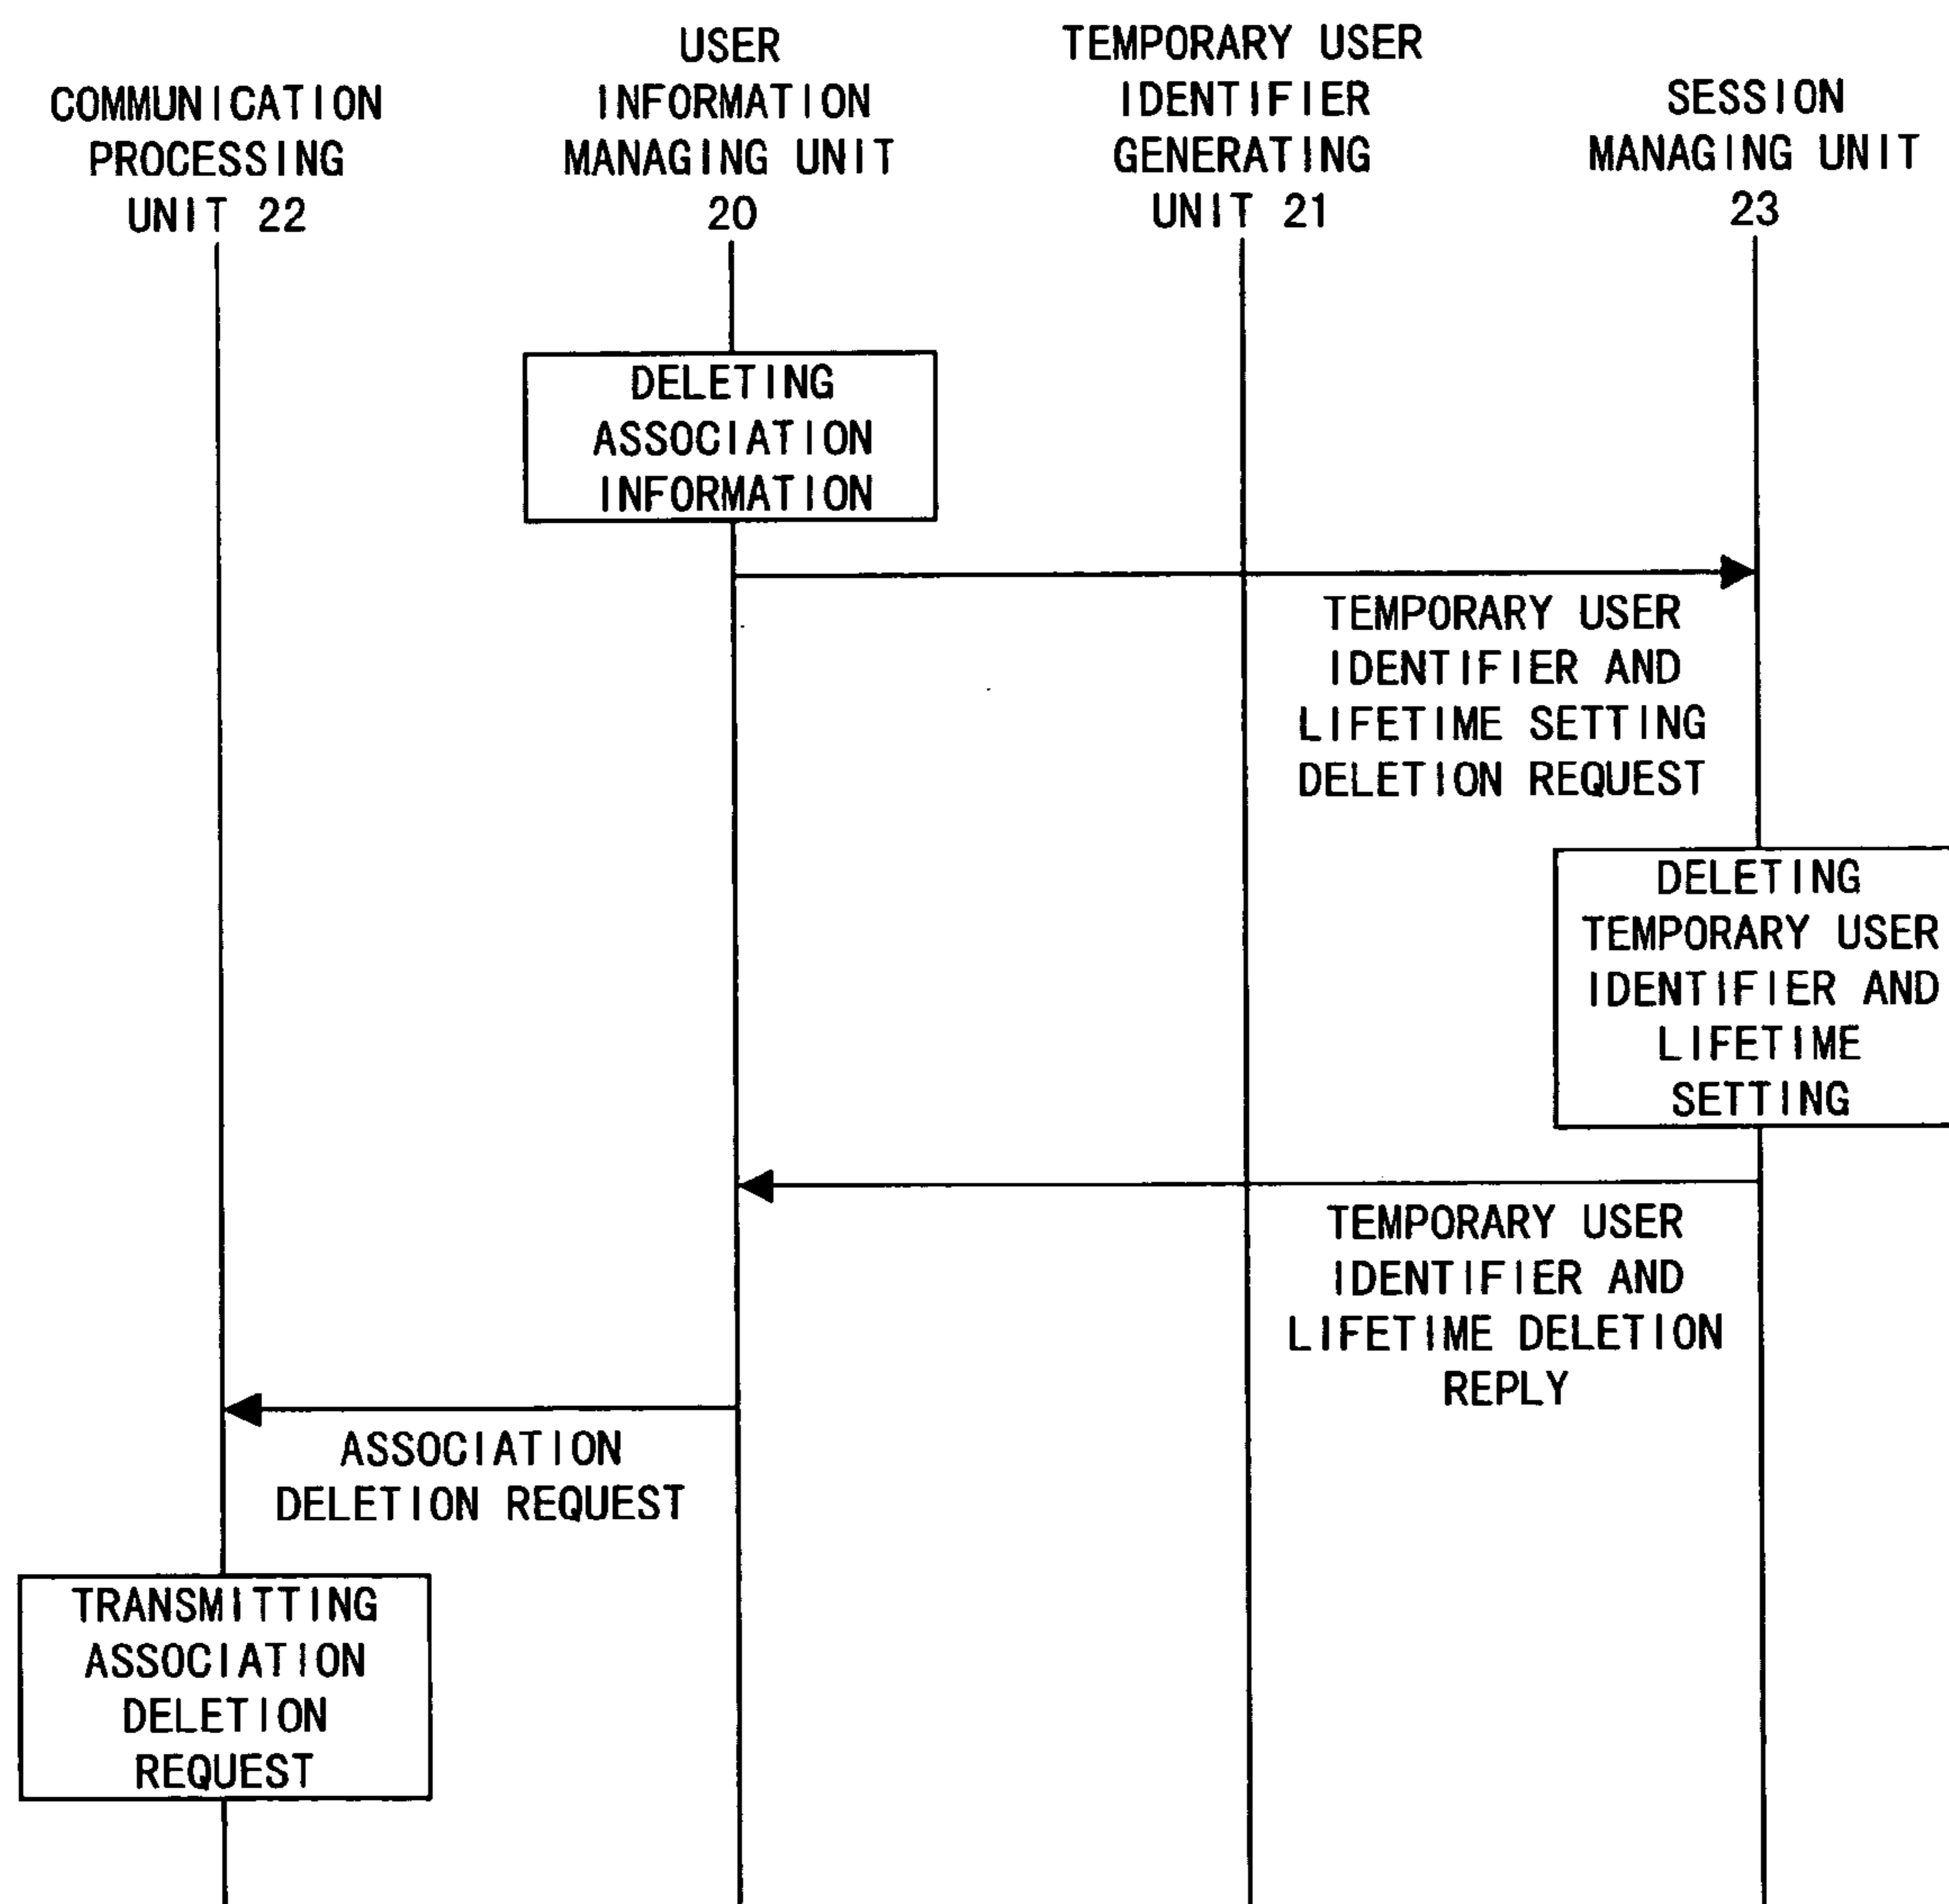 COMMUNICATION
PROCESSING
UNIT 22
USER
INFORMATION
MANAGING UNIT
20
TEMPORARY USER
IDENTIFIER
GENERATING
UNIT 21
SESSION
MANAGING UNIT
23
DELETING
ASSOCIATION
INFORMATION
TEMPORARY USER
IDENTIFIER AND
LIFETIME SETTING
DELETION REQUEST
DELETING
TEMPORARY USER
IDENTIFIER AND
LIFETIME
SETTING
TEMPORARY USER
IDENTIFIER AND
LIFETIME DELETION
REPLY
ASSOCIATION
DELETION REQUEST
TRANSMITTING
ASSOCIATION
DELETION
REQUEST